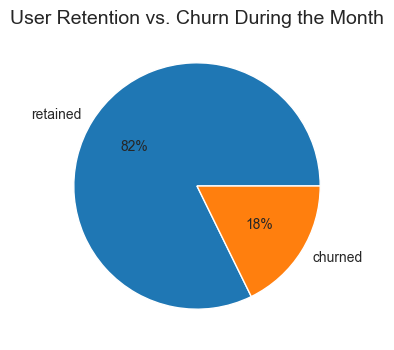 User Retention vs. Churn During the Month
retained
82%
18%
churned